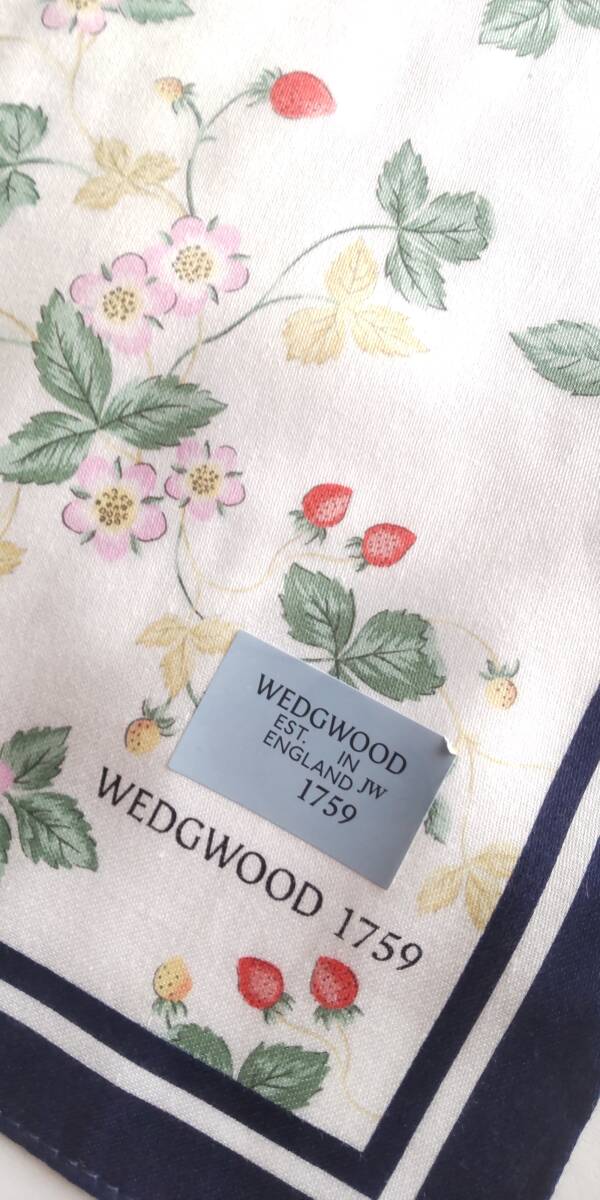 WEDGWOOD
EST. IN
ENGLAND JW
1759
WEDGWOOD 1759